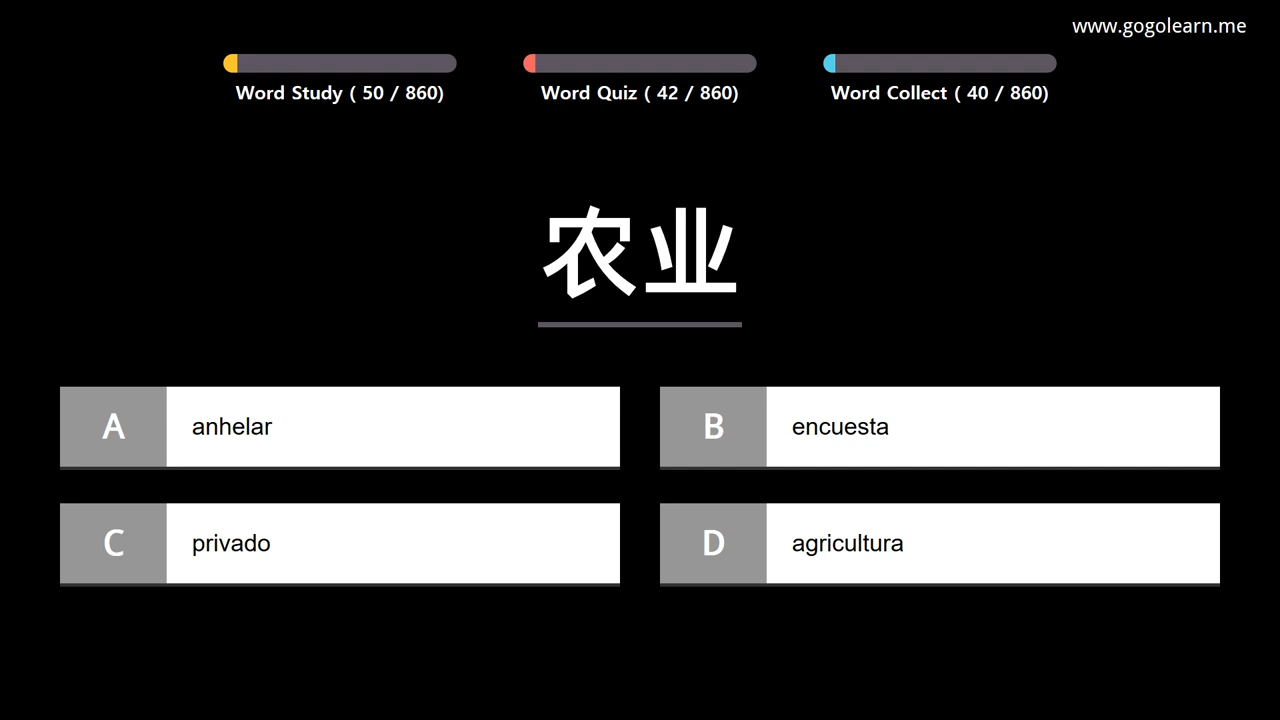 www.gogolearn.me
Word Study ( 50 / 860)
Word Quiz ( 42 / 860)
Word Collect ( 40 / 860)
农业
A anhelar
B encuesta
C privado
D agricultura